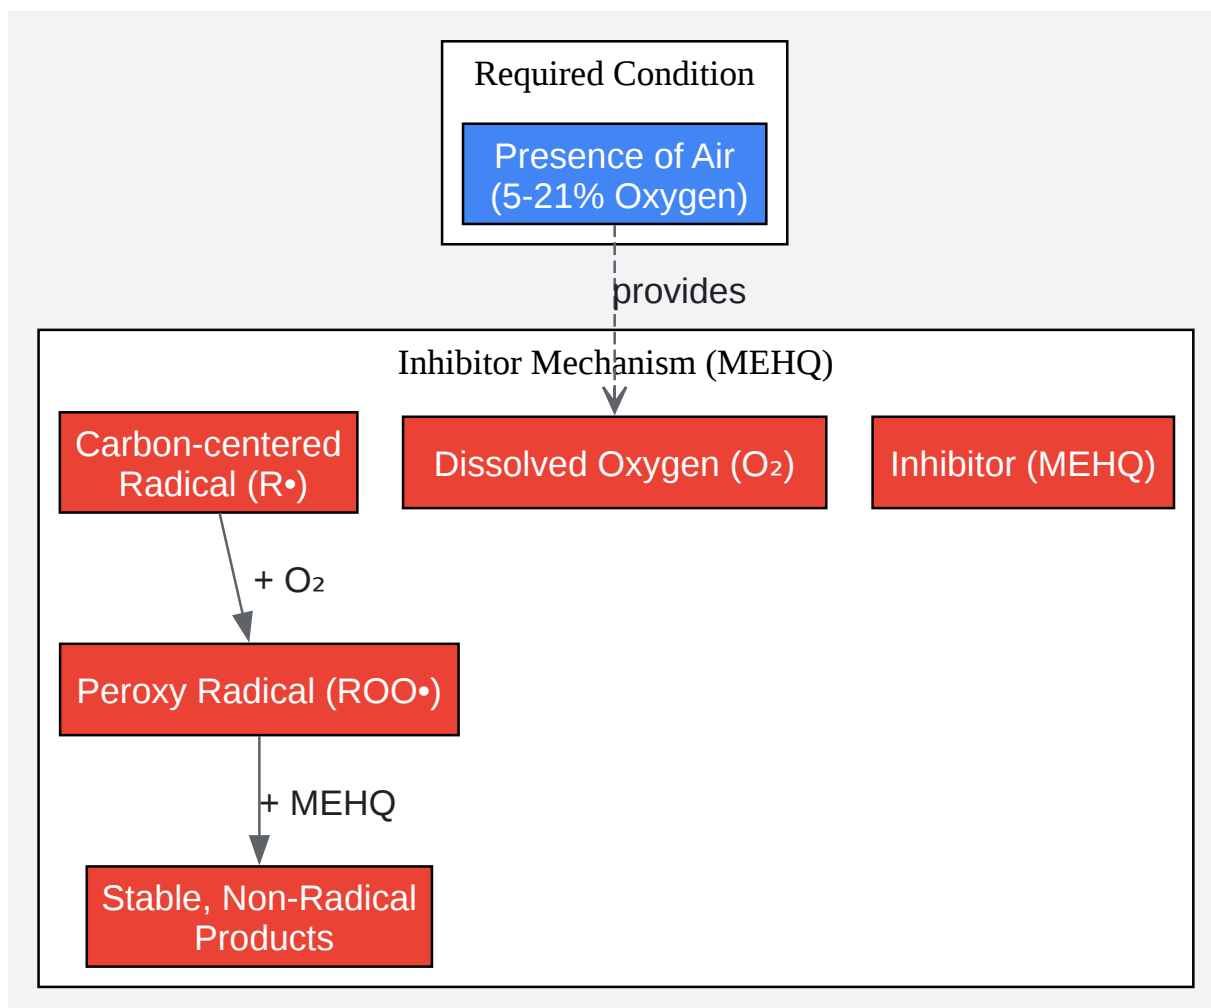 Required Condition
Presence of Air
(5-21% Oxygen)
provides
Inhibitor Mechanism (MEHQ)
Carbon-centered
Radical (R•)
Dissolved Oxygen (O₂)
Inhibitor (MEHQ)
+ O₂
Peroxy Radical (ROO•)
+ MEHQ
Stable, Non-Radical
Products